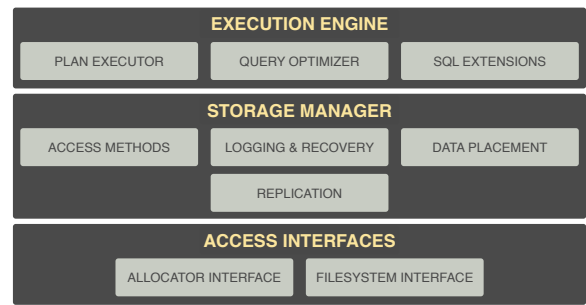 EXECUTION ENGINE
PLAN EXECUTOR QUERY OPTIMIZER SQL EXTENSIONS
STORAGE MANAGER
ACCESS METHODS LOGGING & RECOVERY DATA PLACEMENT
REPLICATION
ACCESS INTERFACES
ALLOCATOR INTERFACE FILESYSTEM INTERFACE